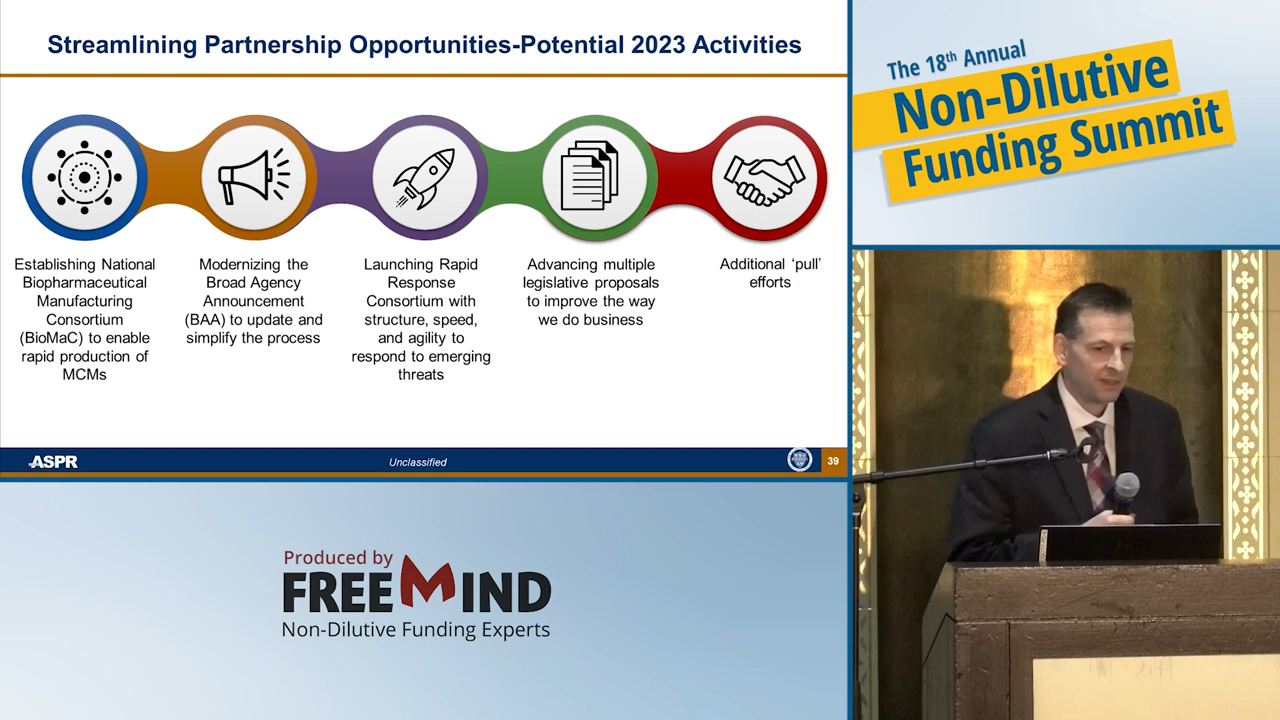 Streamlining Partnership Opportunities-Potential 2023 Activities
Establishing National
Biopharmaceutical
Manufacturing
Consortium
(BioMaC) to enable
rapid production of
MCMs
Modernizing the
Broad Agency
Announcement
(BAA) to update and
simplify the process
Launching Rapid
Response
Consortium with
structure, speed,
and agility to
respond to emerging
threats
Advancing multiple
legislative proposals
to improve the way
we do business
Additional ‘pull’
efforts
ASPR
Unclassified
39
The 18th Annual
Non-Dilutive
Funding Summit
Produced by
FREEMIND
Non-Dilutive Funding Experts